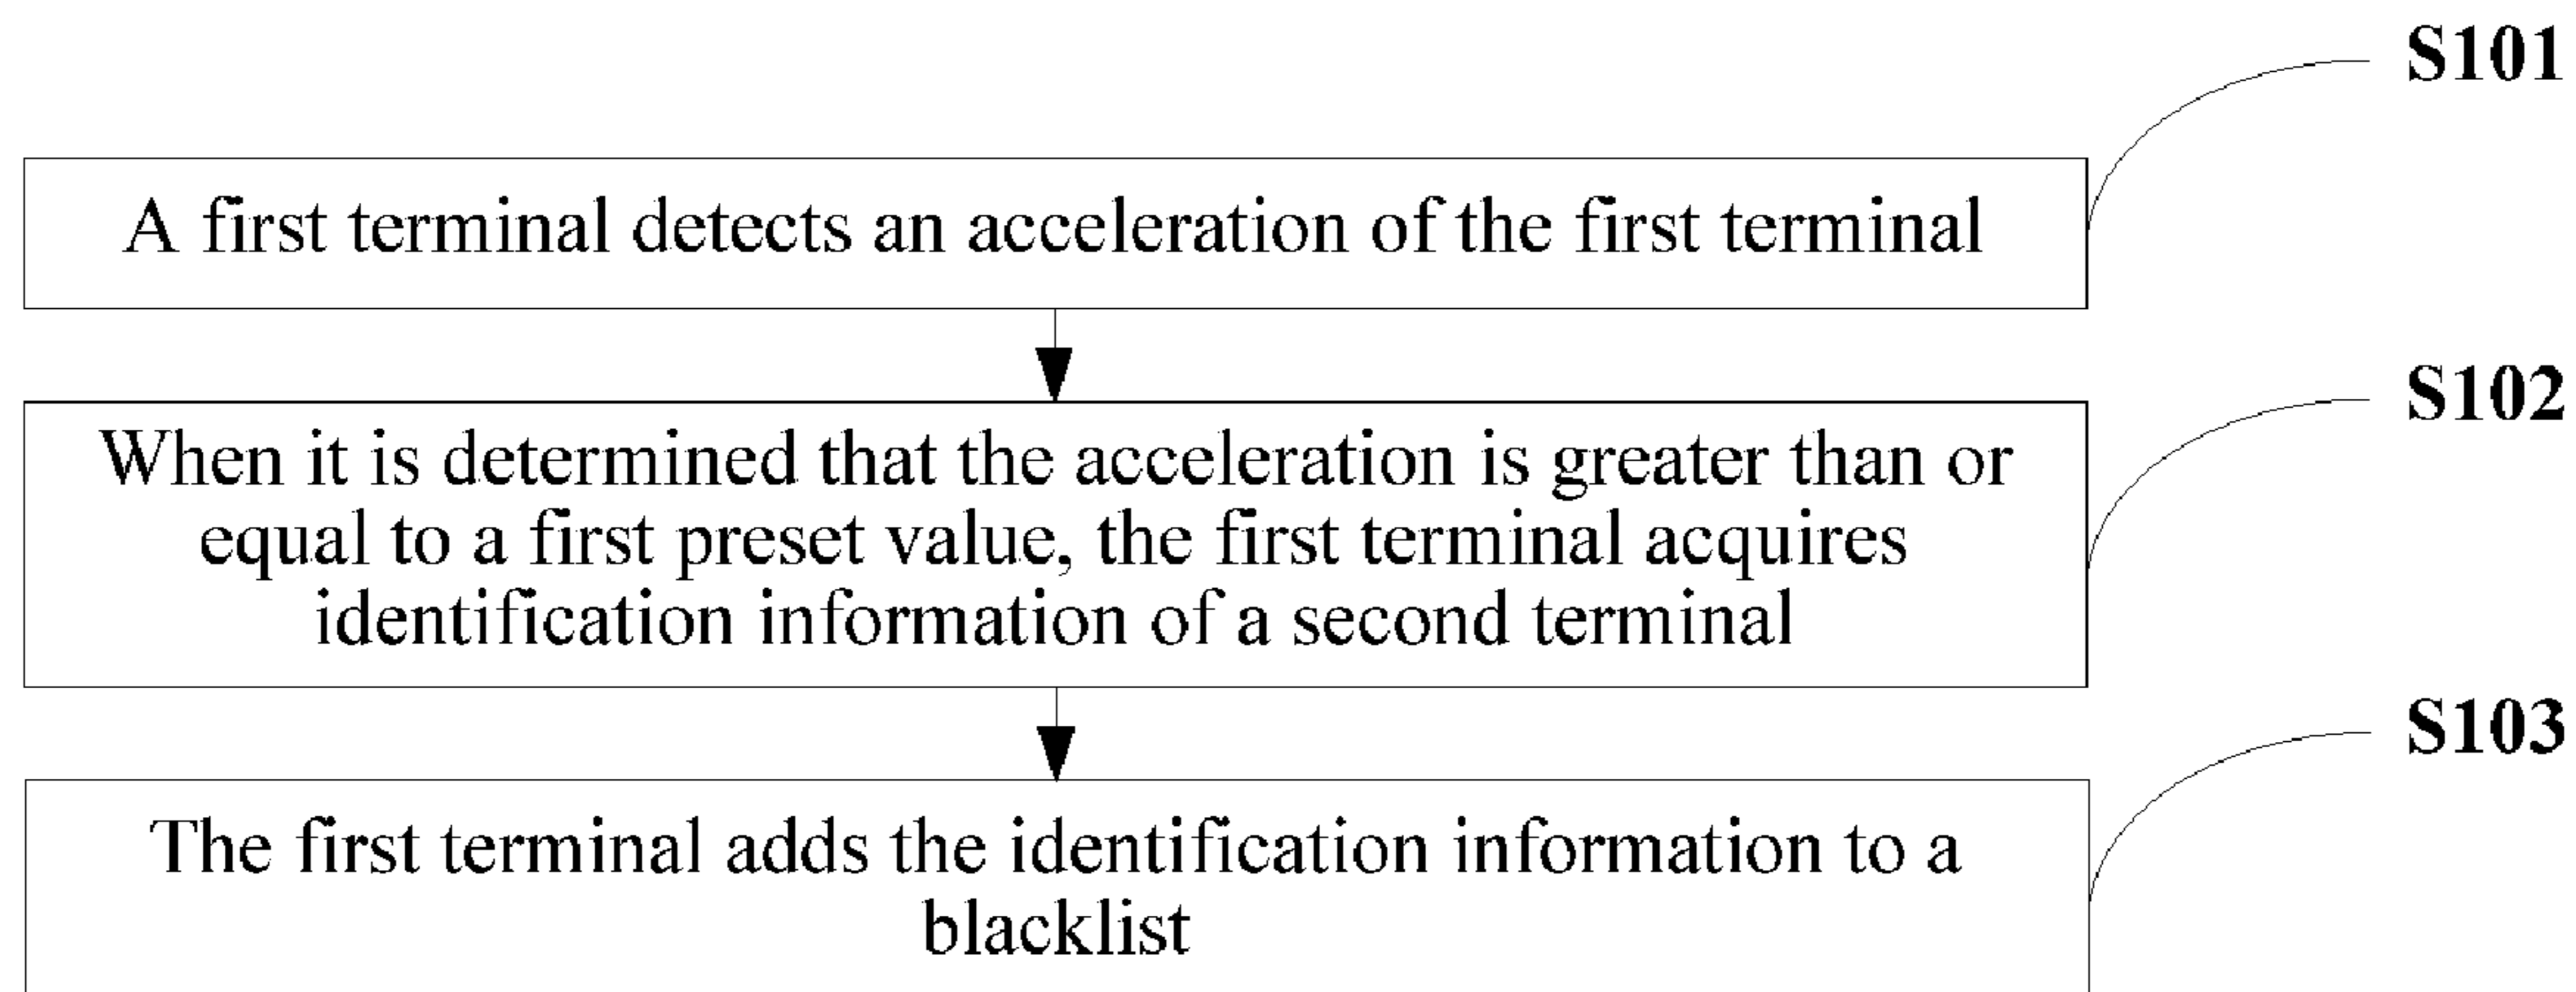 S101
A first terminal detects an acceleration of the first terminal
S102
When it is determined that the acceleration is greater than or
equal to a first preset value, the first terminal acquires
identification information of a second terminal
S103
The first terminal adds the identification information to a
blacklist